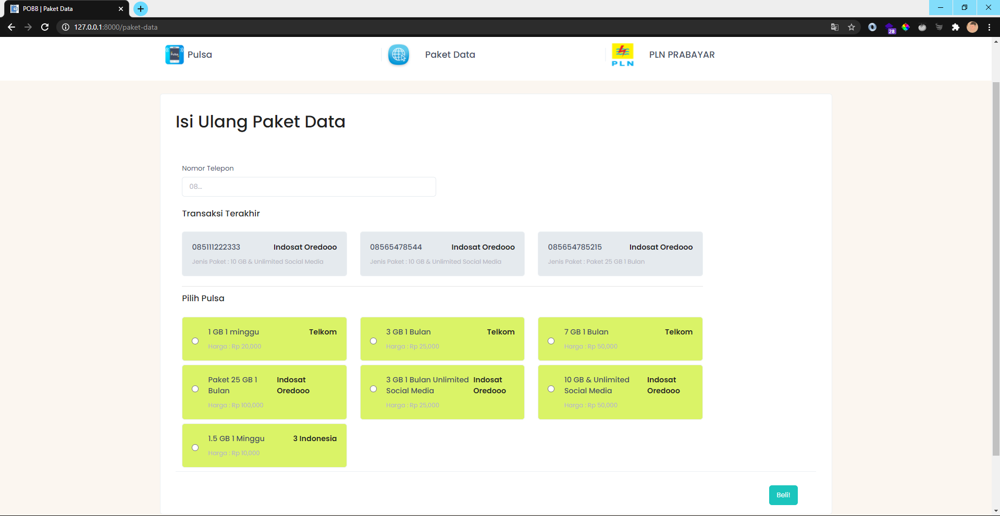 POBB | Paket Data
127.0.0.1:8000/paket-data
28
Pulsa
Pulsa
Paket Data
PLN
PLN PRABAYAR
Isi Ulang Paket Data
Nomor Telepon
08...
Transaksi Terakhir
085111222333 Indosat Oredooo
Jenis Paket : 10 GB & Unlimited Social Media
08565478544 Indosat Oredooo
Jenis Paket : 10 GB & Unlimited Social Media
085654785215 Indosat Oredooo
Jenis Paket : Paket 25 GB 1 Bulan
Pilih Pulsa
1 GB 1 minggu Telkom
Harga : Rp 20,000
3 GB 1 Bulan Telkom
Harga : Rp 25,000
7 GB 1 Bulan Telkom
Harga : Rp 50,000
Paket 25 GB 1 Indosat
Bulan Oredooo
Harga : Rp 100,000
3 GB 1 Bulan Unlimited Indosat
Social Media Oredooo
Harga : Rp 25,000
10 GB & Unlimited Indosat
Social Media Oredooo
Harga : Rp 50,000
1.5 GB 1 Minggu 3 Indonesia
Harga : Rp 10,000
Beli!